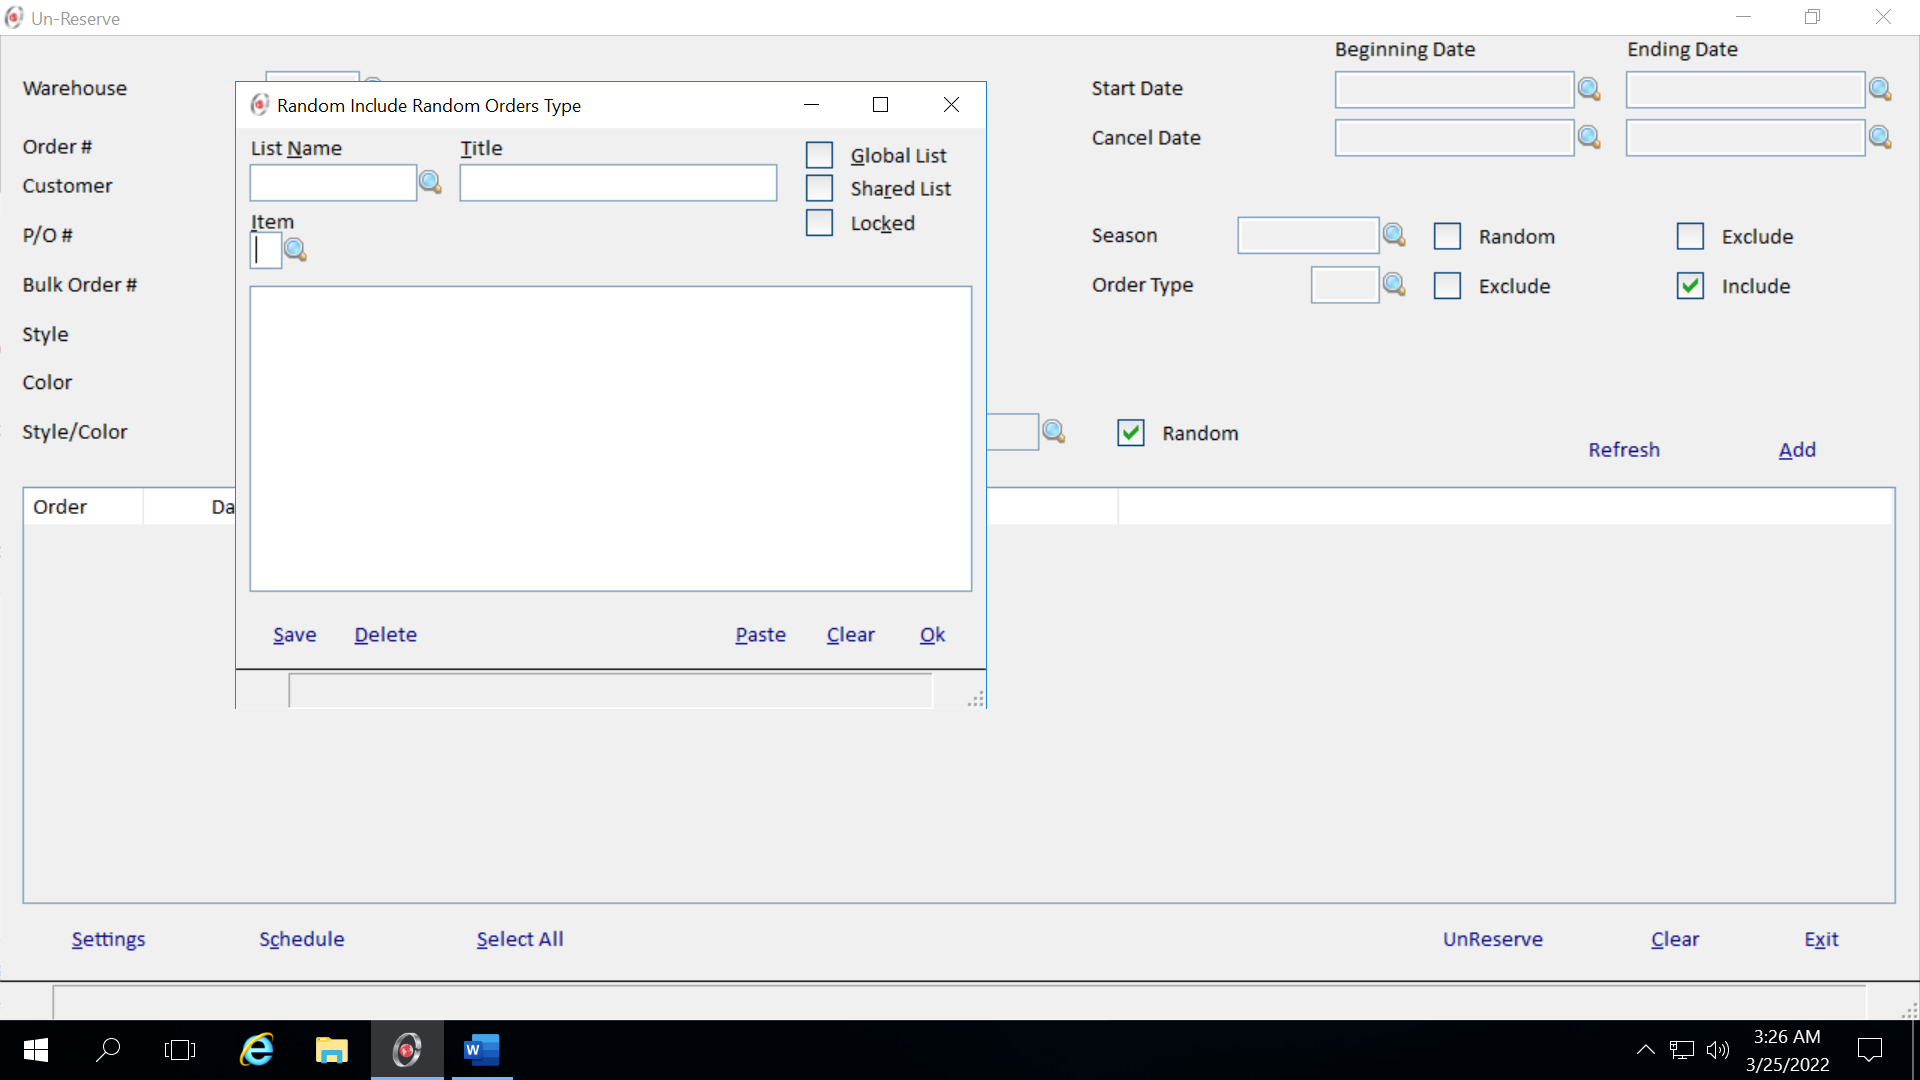 Un-Reserve
Beginning Date
Ending Date
Warehouse
Start Date
Cancel Date
Order #
Customer
P/O #
Bulk Order #
Style
Color
Style/Color
Random Include Random Orders Type
List Name
Title
Global List
Shared List
Locked
Item
Save
Delete
Paste
Clear
Ok
Season
Random
Exclude
Order Type
Exclude
Include
Random
Refresh
Add
Order
Da
Settings
Schedule
Select All
UnReserve
Clear
Exit
W
3:26 AM
3/25/2022